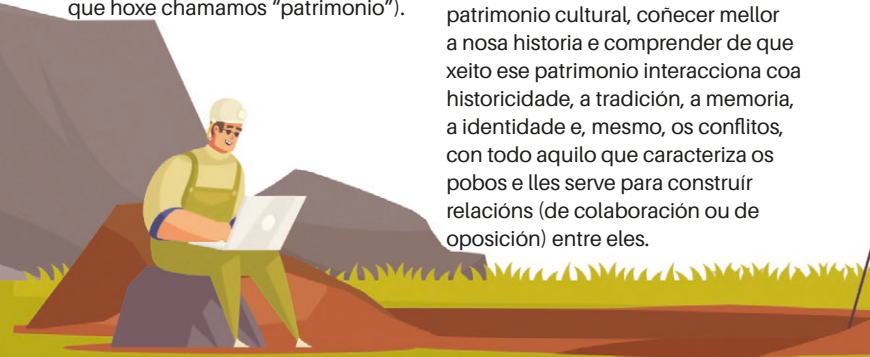 que hoxe chamamos “patrimonio”).
patrimonio cultural, coñecer mellor
a nosa historia e comprender de que
xeito ese patrimonio interacciona coa
historicidade, a tradición, a memoria,
a identidade e, mesmo, os conflitos,
con todo aquilo que caracteriza os
pobos e lles serve para construír
relacións (de colaboración ou de
oposición) entre eles.